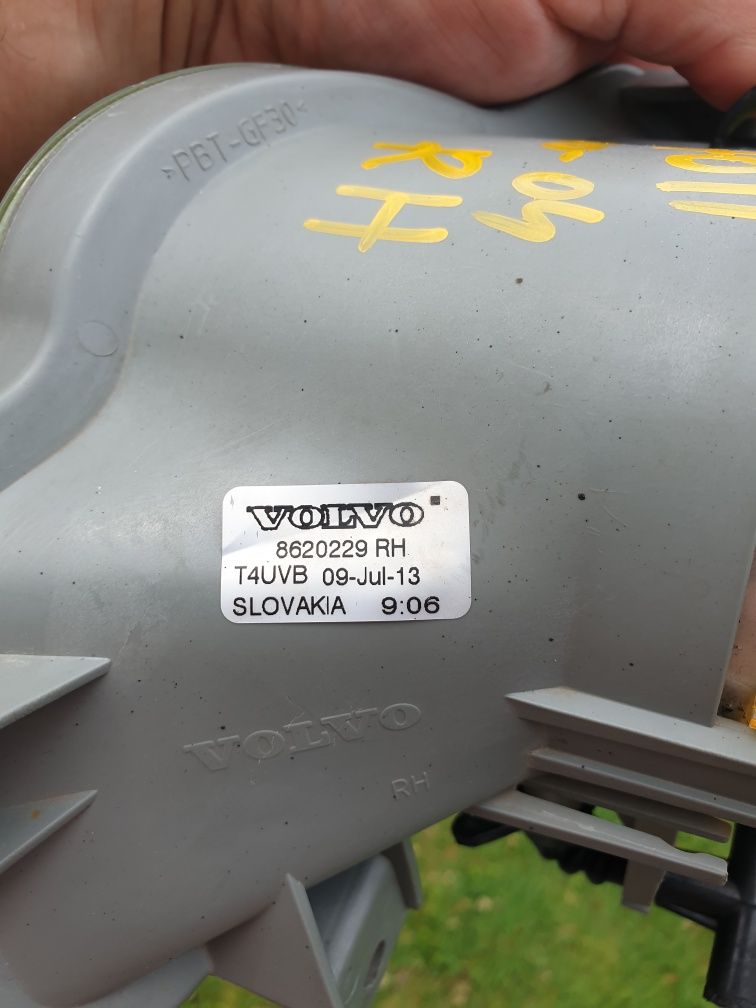 >PBT-GF30<
RH
VOLVO
8620229 RH
T4UVB 09-Jul-13
SLOVAKIA 9:06
VOLVO
RH